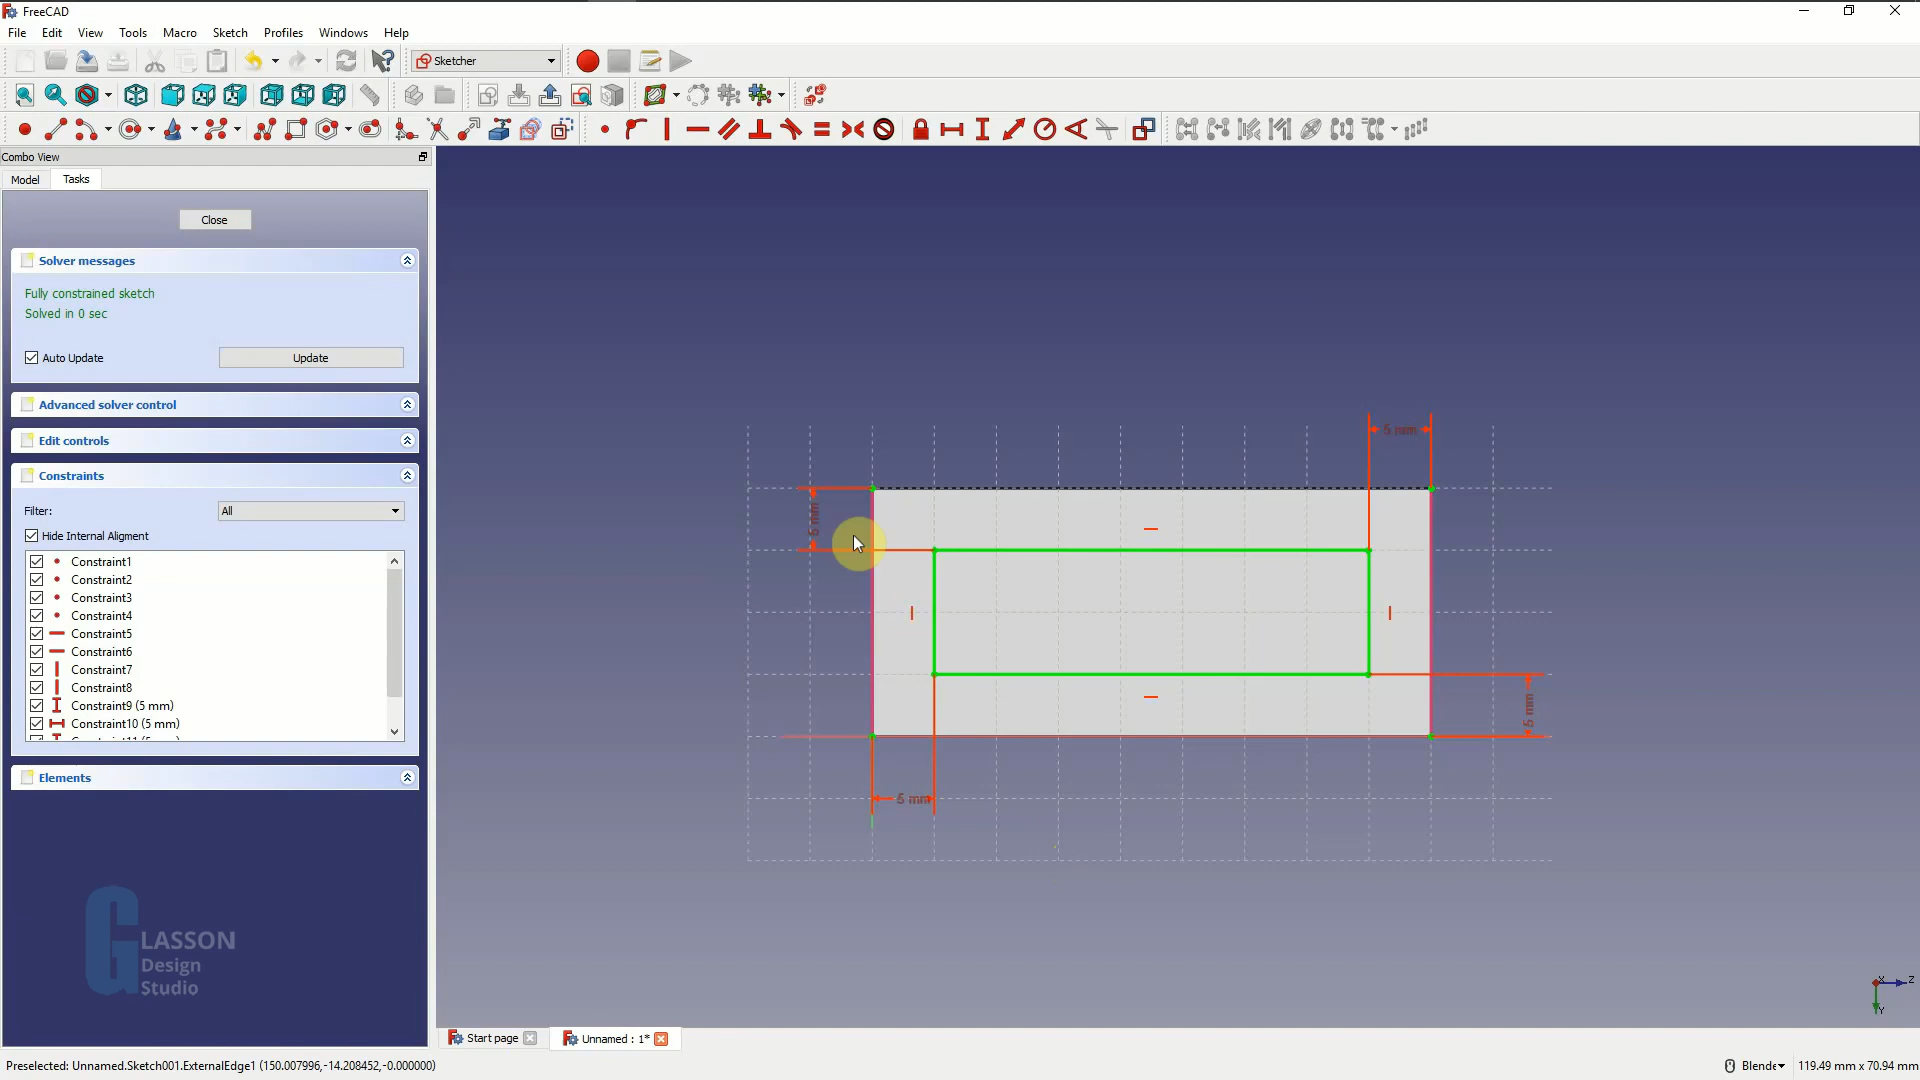 FreeCAD
File Edit View Tools Macro Sketch Profiles Windows Help
Sketcher
Combo View
Model Tasks
Close
Solver messages
Fully constrained sketch
Solved in 0 sec
Auto Update
Update
Advanced solver control
Edit controls
Constraints
Filter: All
Hide Internal Aligment
Constraint1
Constraint2
Constraint3
Constraint4
Constraint5
Constraint6
Constraint7
Constraint8
Constraint9 (5 mm)
Constraint10 (5 mm)
Elements
5 mm
5 mm
5 mm
5 mm
GLASSON
Design
Studio
X Z
Y
Start page
Unnamed : 1*
Preselected: Unnamed.Sketch001.ExternalEdge1 (150.007996,-14.208452,-0.000000)
Blende
119.49 mm x 70.94 mm